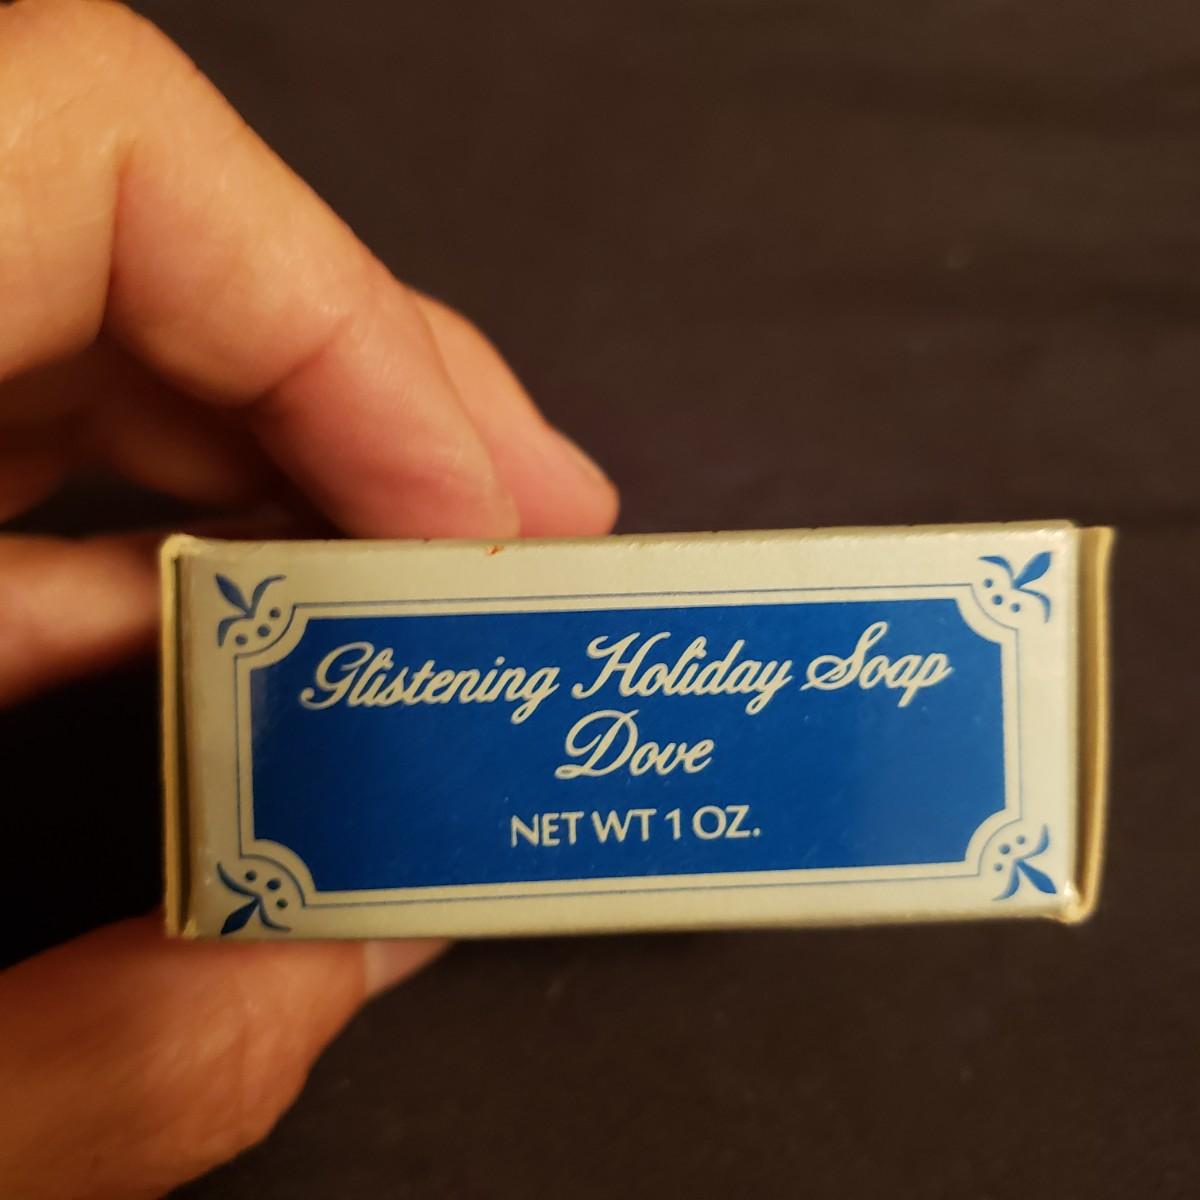 Glistening Holiday Soap
Dove
NET WT 1 OZ.